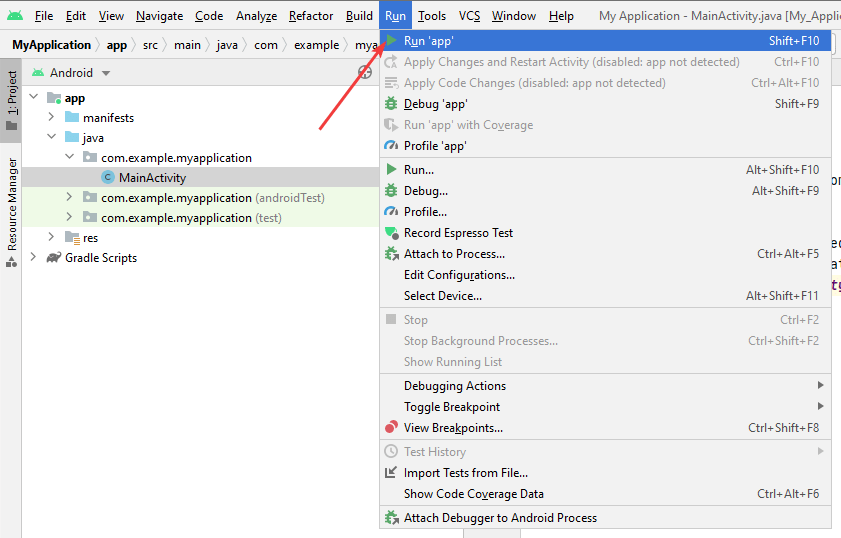 File Edit View Navigate Code Analyze Refactor Build Run Tools VCS Window Help My Application - MainActivity.java [My_Appli
MyApplication app src main java com example mya
1: Project
Resource Manager
Android
app
manifests
java
com.example.myapplication
MainActivity
com.example.myapplication (androidTest)
com.example.myapplication (test)
res
Gradle Scripts
Run 'app' Shift+F10
Apply Changes and Restart Activity (disabled: app not detected) Ctrl+F10
Apply Code Changes (disabled: app not detected) Ctrl+Alt+F10
Debug 'app' Shift+F9
Run 'app' with Coverage
Profile 'app'
Run... Alt+Shift+F10
Debug... Alt+Shift+F9
Profile...
Record Espresso Test
Attach to Process... Ctrl+Alt+F5
Edit Configurations...
Select Device... Alt+Shift+F11
Stop Ctrl+F2
Stop Background Processes... Ctrl+Shift+F2
Show Running List
Debugging Actions
Toggle Breakpoint
View Breakpoints... Ctrl+Shift+F8
Test History
Import Tests from File...
Show Code Coverage Data Ctrl+Alt+F6
Attach Debugger to Android Process